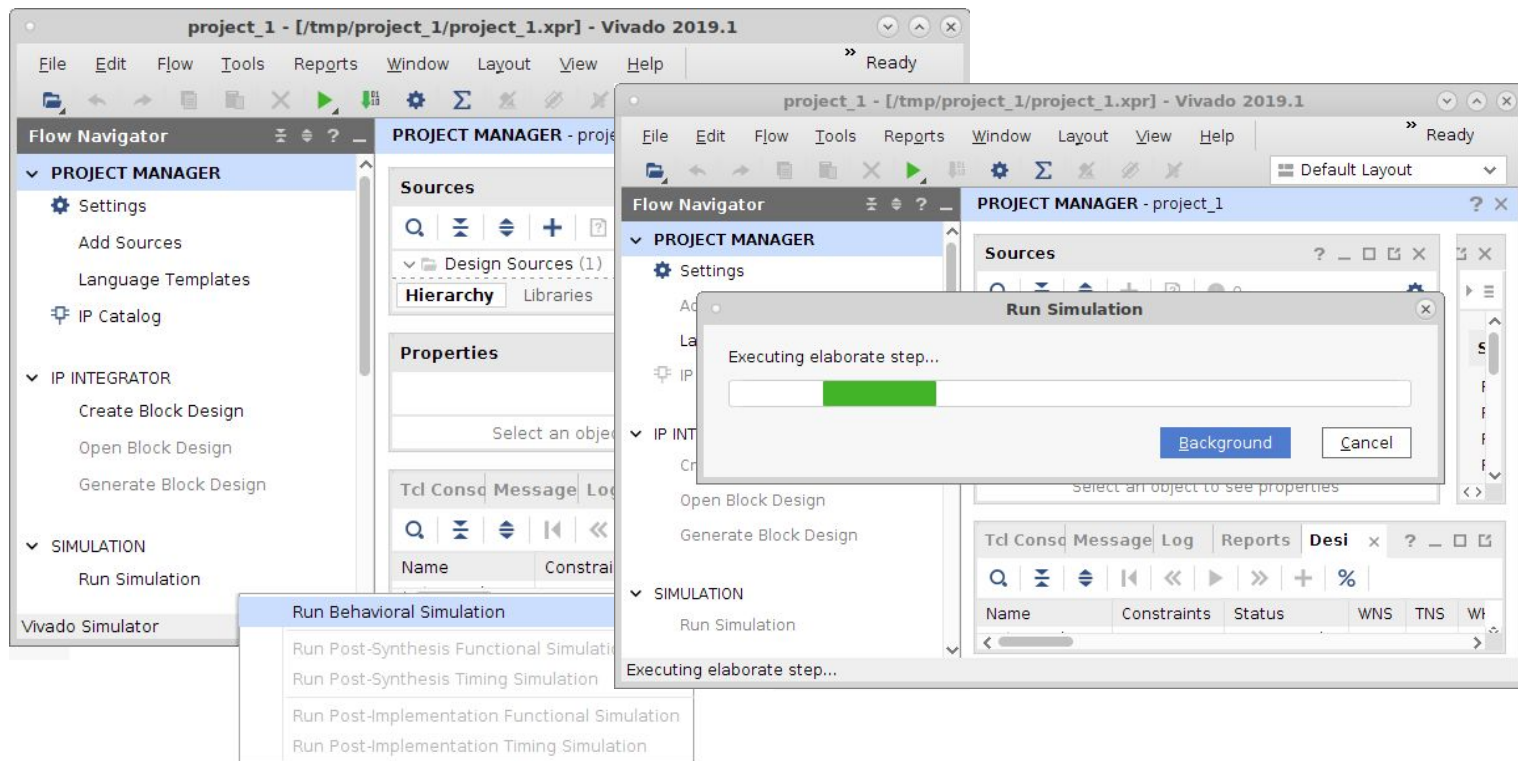 project_1 - [/tmp/project_1/project_1.xpr] - Vivado 2019.1
File Edit Flow Tools Reports Window Layout View Help » Ready
Flow Navigator ? _
PROJECT MANAGER - proje
PROJECT MANAGER
Settings
Add Sources
Language Templates
IP Catalog
IP INTEGRATOR
Create Block Design
Open Block Design
Generate Block Design
SIMULATION
Run Simulation
Vivado Simulator
Sources
Design Sources (1)
Hierarchy Libraries
Properties
Select an objec
Tcl Conso Message Log
Name Constrai
Run Behavioral Simulation
Run Post-Synthesis Functional Simulatio
Run Post-Synthesis Timing Simulation
Run Post-Implementation Functional Simulation
Run Post-Implementation Timing Simulation
project_1 - [/tmp/project_1/project_1.xpr] - Vivado 2019.1
File Edit Flow Tools Reports Window Layout View Help » Ready
Default Layout
Flow Navigator ? _
PROJECT MANAGER - project_1 ? ×
PROJECT MANAGER
Settings
Ad
La
IP
IP INT
Cr
Open Block Design
Generate Block Design
SIMULATION
Run Simulation
Executing elaborate step...
Sources
Run Simulation
Executing elaborate step...
Background Cancel
Select an object to see properties
Tcl Conso Message Log Reports Desi
Name Constraints Status WNS TNS WH